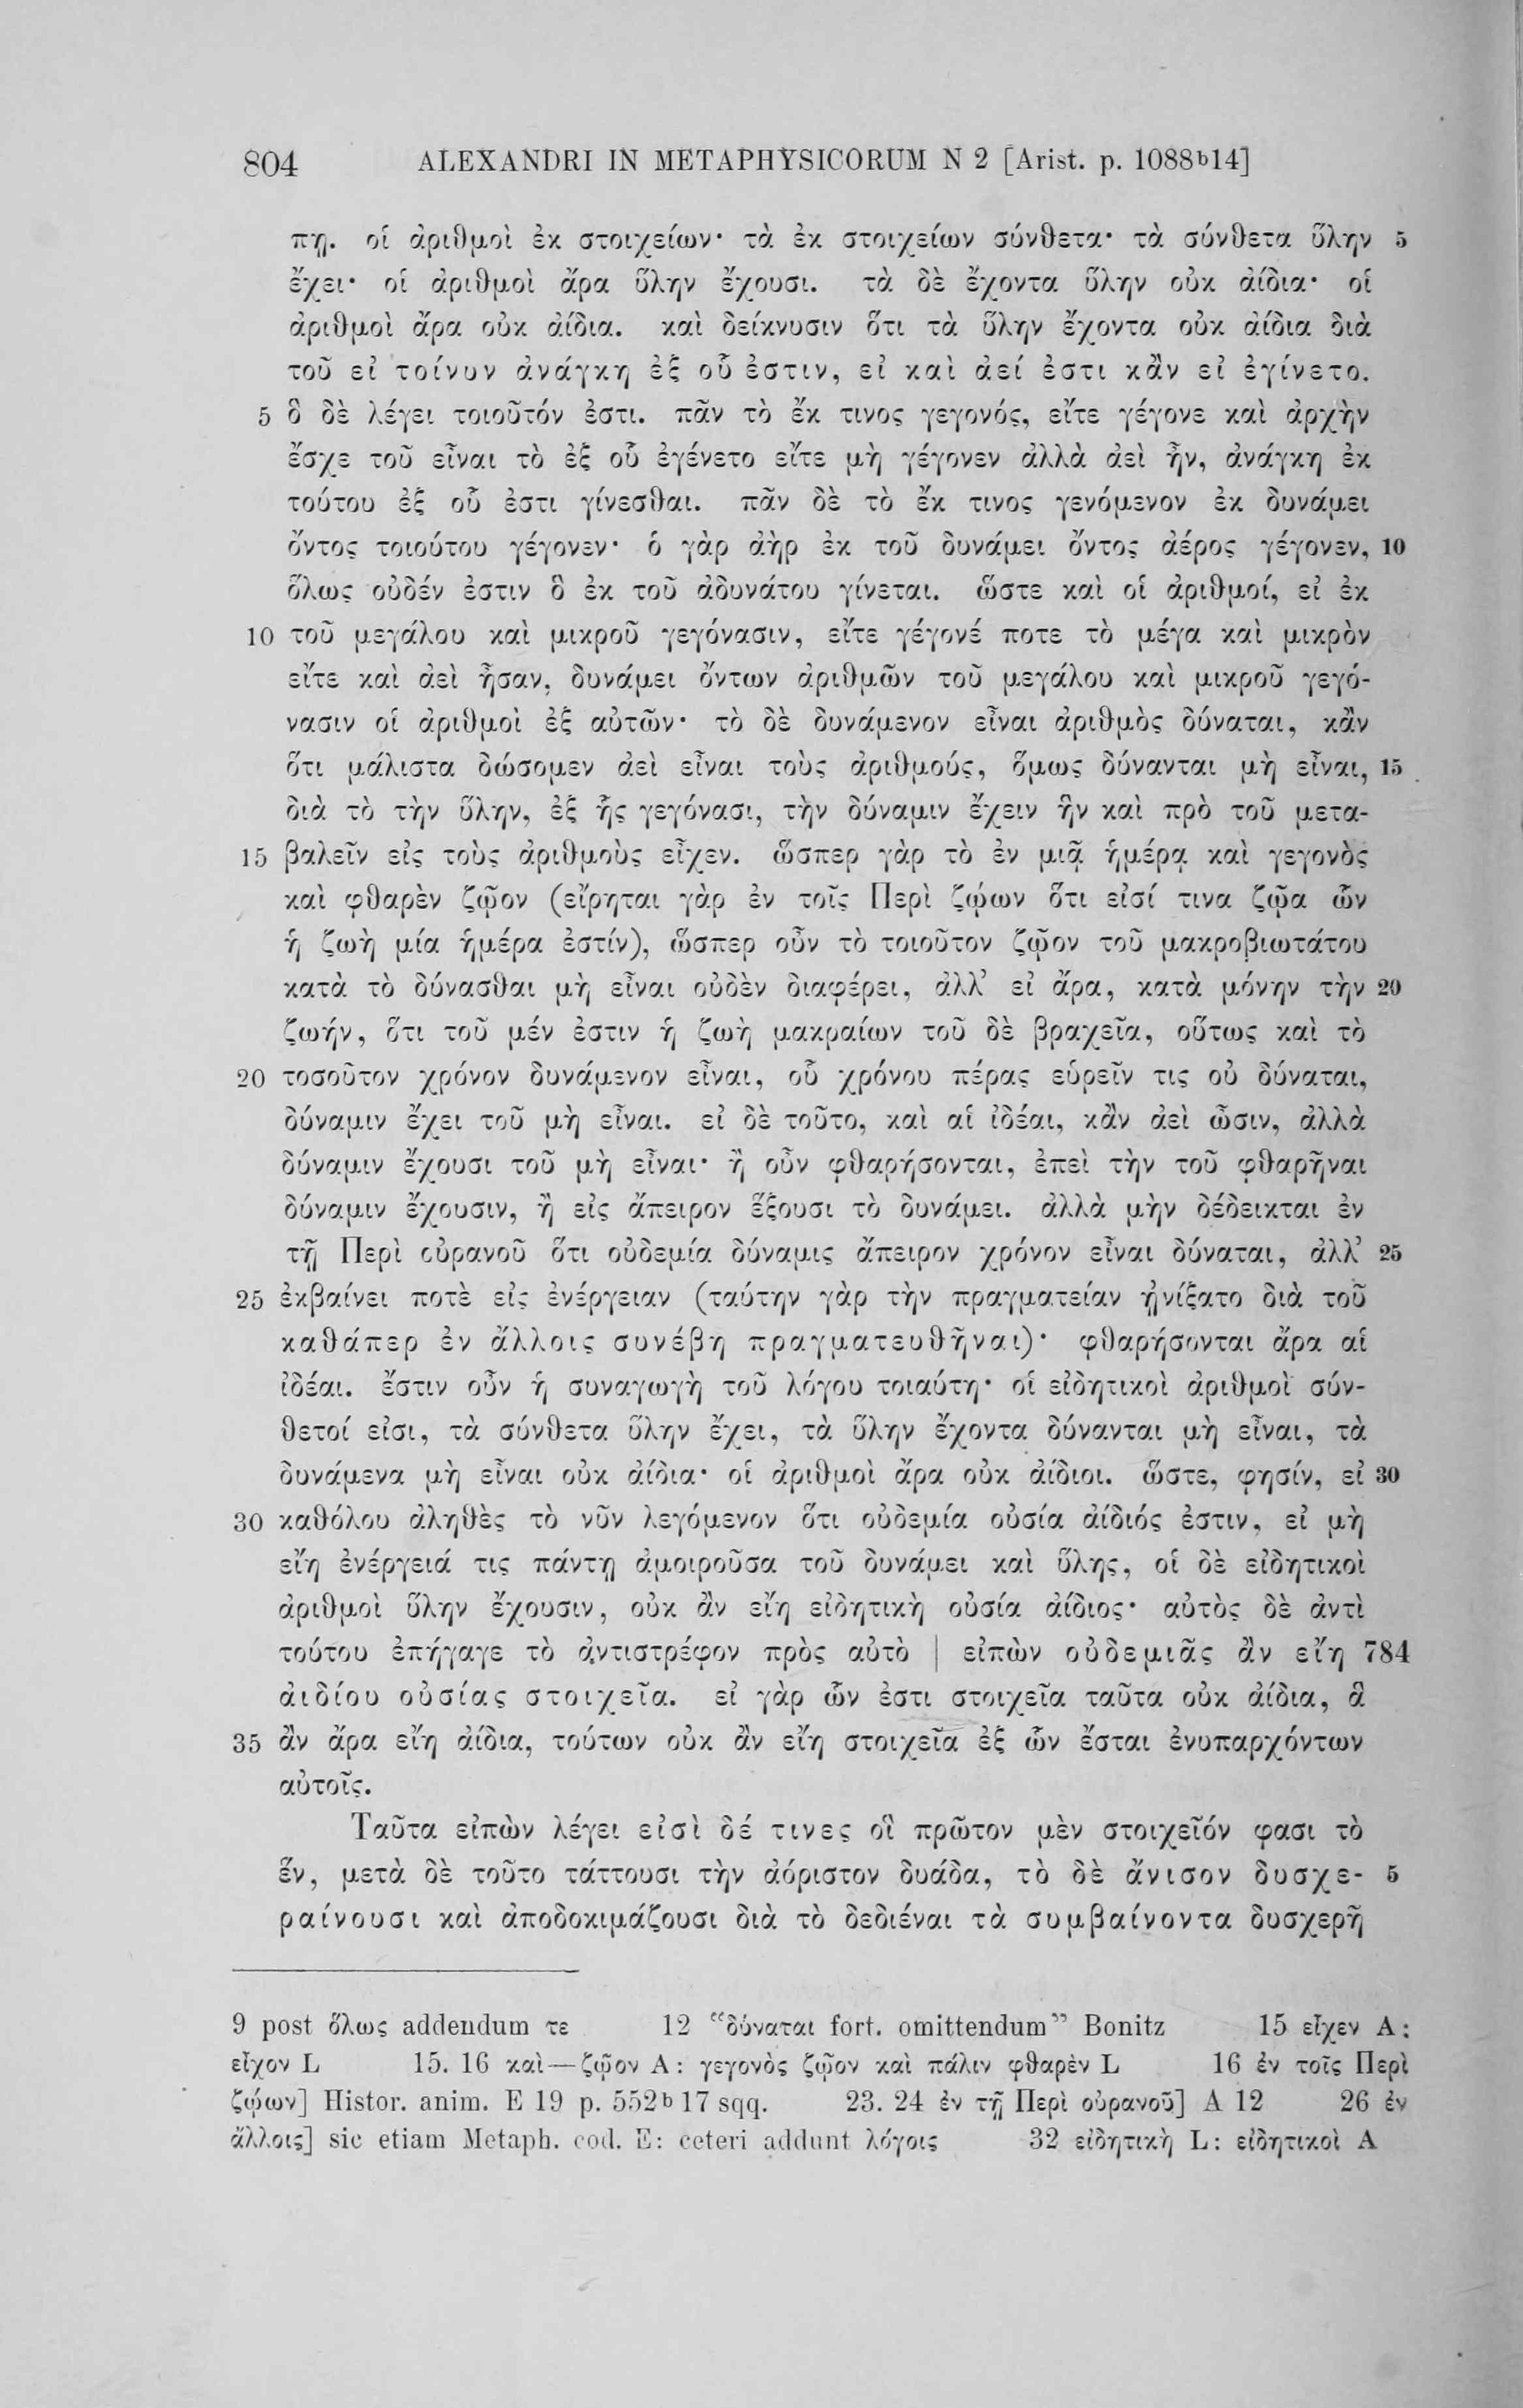 804 ALEXANDRI IN METAPHYSICORUM N 2 [Arist. p. 1088b14]
πῃ. οἱ ἀριθμοὶ ἐκ στοιχείων· τὰ ἐκ στοιχείων σύνθετα· τὰ σύνθετα ὕλην 5
ἔχει· οἱ ἀριθμοὶ ἄρα ὕλην ἔχουσι. τὰ δὲ ἔχοντα ὕλην οὐκ ἀίδια· οἱ
ἀριθμοὶ ἄρα οὐκ ἀίδια. καὶ δείκνυσιν ὅτι τὰ ὕλην ἔχοντα οὐκ ἀίδια διὰ
τοῦ εἰ τοίνυν ἀνάγκη ἐξ οὗ ἐστιν, εἰ καὶ ἀεί ἐστι κἂν εἰ ἐγίνετο.
5 ὃ δὲ λέγει τοιοῦτόν ἐστι. πᾶν τὸ ἔκ τινος γεγονός, εἴτε γέγονε καὶ ἀρχὴν
ἔσχε τοῦ εἶναι τὸ ἐξ οὗ ἐγένετο εἴτε μὴ γέγονεν ἀλλὰ ἀεὶ ἦν, ἀνάγκη ἐκ
τούτου ἐξ οὗ ἐστι γίνεσθαι. πᾶν δὲ τὸ ἔκ τινος γενόμενον ἐκ δυνάμει
ὄντος τοιούτου γέγονεν· ὁ γὰρ ἀὴρ ἐκ τοῦ δυνάμει ὄντος ἀέρος γέγονεν, 10
ὅλως οὐδέν ἐστιν ὃ ἐκ τοῦ ἀδυνάτου γίνεται. ὥστε καὶ οἱ ἀριθμοί, εἰ ἐκ
10 τοῦ μεγάλου καὶ μικροῦ γεγόνασιν, εἴτε γέγονέ ποτε τὸ μέγα καὶ μικρὸν
εἴτε καὶ ἀεὶ ἦσαν, δυνάμει ὄντων ἀριθμῶν τοῦ μεγάλου καὶ μικροῦ γεγό-
νασιν οἱ ἀριθμοὶ ἐξ αὐτῶν· τὸ δὲ δυνάμενον εἶναι ἀριθμὸς δύναται, κἂν
ὅτι μάλιστα δώσομεν ἀεὶ εἶναι τοὺς ἀριθμούς, ὅμως δύνανται μὴ εἶναι, 15
διὰ τὸ τὴν ὕλην, ἐξ ἧς γεγόνασι, τὴν δύναμιν ἔχειν ἣν καὶ πρὸ τοῦ μετα-
15 βαλεῖν εἰς τοὺς ἀριθμοὺς εἶχεν. ὥσπερ γὰρ τὸ ἐν μιᾷ ἡμέρᾳ καὶ γεγονὸς
καὶ φθαρὲν ζῷον (εἴρηται γὰρ ἐν τοῖς Περὶ ζῴων ὅτι εἰσί τινα ζῷα ὧν
ἡ ζωὴ μία ἡμέρα ἐστίν), ὥσπερ οὖν τὸ τοιοῦτον ζῷον τοῦ μακροβιωτάτου
κατὰ τὸ δύνασθαι μὴ εἶναι οὐδὲν διαφέρει, ἀλλ’ εἰ ἄρα, κατὰ μόνην τὴν 20
ζωήν, ὅτι τοῦ μέν ἐστιν ἡ ζωὴ μακραίων τοῦ δὲ βραχεῖα, οὕτως καὶ τὸ
20 τοσοῦτον χρόνον δυνάμενον εἶναι, οὗ χρόνου πέρας εὑρεῖν τις οὐ δύναται,
δύναμιν ἔχει τοῦ μὴ εἶναι. εἰ δὲ τοῦτο, καὶ αἱ ἰδέαι, κἂν ἀεὶ ὦσιν, ἀλλὰ
δύναμιν ἔχουσι τοῦ μὴ εἶναι· ἢ οὖν φθαρήσονται, ἐπεὶ τὴν τοῦ φθαρῆναι
δύναμιν ἔχουσιν, ἢ εἰς ἄπειρον ἕξουσι τὸ δυνάμει. ἀλλὰ μὴν δέδεικται ἐν
τῇ Περὶ οὐρανοῦ ὅτι οὐδεμία δύναμις ἄπειρον χρόνον εἶναι δύναται, ἀλλ’ 25
25 ἐκβαίνει ποτὲ εἰς ἐνέργειαν (ταύτην γὰρ τὴν πραγματείαν ᾐνίξατο διὰ τοῦ
καθάπερ ἐν ἄλλοις συνέβη πραγματευθῆναι)· φθαρήσονται ἄρα αἱ
ἰδέαι. ἔστιν οὖν ἡ συναγωγὴ τοῦ λόγου τοιαύτη· οἱ εἰδητικοὶ ἀριθμοὶ σύν-
θετοί εἰσι, τὰ σύνθετα ὕλην ἔχει, τὰ ὕλην ἔχοντα δύνανται μὴ εἶναι, τὰ
δυνάμενα μὴ εἶναι οὐκ ἀίδια· οἱ ἀριθμοὶ ἄρα οὐκ ἀίδιοι. ὥστε, φησίν, εἰ 30
30 καθόλου ἀληθὲς τὸ νῦν λεγόμενον ὅτι οὐδεμία οὐσία ἀίδιός ἐστιν, εἰ μὴ
εἴη ἐνέργειά τις πάντῃ ἀμοιροῦσα τοῦ δυνάμει καὶ ὕλης, οἱ δὲ εἰδητικοὶ
ἀριθμοὶ ὕλην ἔχουσιν, οὐκ ἂν εἴη εἰδητικὴ οὐσία ἀίδιος· αὐτὸς δὲ ἀντὶ
τούτου ἐπήγαγε τὸ ἀντιστρέφον πρὸς αὐτὸ | εἰπὼν οὐδεμιᾶς ἂν εἴη 784
ἀιδίου οὐσίας στοιχεῖα. εἰ γὰρ ὧν ἐστι στοιχεῖα ταῦτα οὐκ ἀίδια, ἃ
35 ἂν ἄρα εἴη ἀίδια, τούτων οὐκ ἂν εἴη στοιχεῖα ἐξ ὧν ἔσται ἐνυπαρχόντων
αὐτοῖς.
Ταῦτα εἰπὼν λέγει εἰσὶ δέ τινες οἳ πρῶτον μὲν στοιχεῖόν φασι τὸ
ἕν, μετὰ δὲ τοῦτο τάττουσι τὴν ἀόριστον δυάδα, τὸ δὲ ἄνισον δυσχε- 5
ραίνουσι καὶ ἀποδοκιμάζουσι διὰ τὸ δεδιέναι τὰ συμβαίνοντα δυσχερῆ
9 post ὅλως addendum τε 12 "δύναται fort. omittendum" Bonitz 15 εἶχεν A:
εἶχον L 15. 16 καὶ—ζῷον A: γεγονὸς ζῷον καὶ πάλιν φθαρὲν L 16 ἐν τοῖς Περὶ
ζῴων] Histor. anim. E 19 p. 552b17 sqq. 23. 24 ἐν τῇ Περὶ οὐρανοῦ] A 12 26 ἐν
ἄλλοις] sic etiam Metaph. cod. E: ceteri addunt λόγοις 32 εἰδητικὴ L: εἰδητικοὶ A